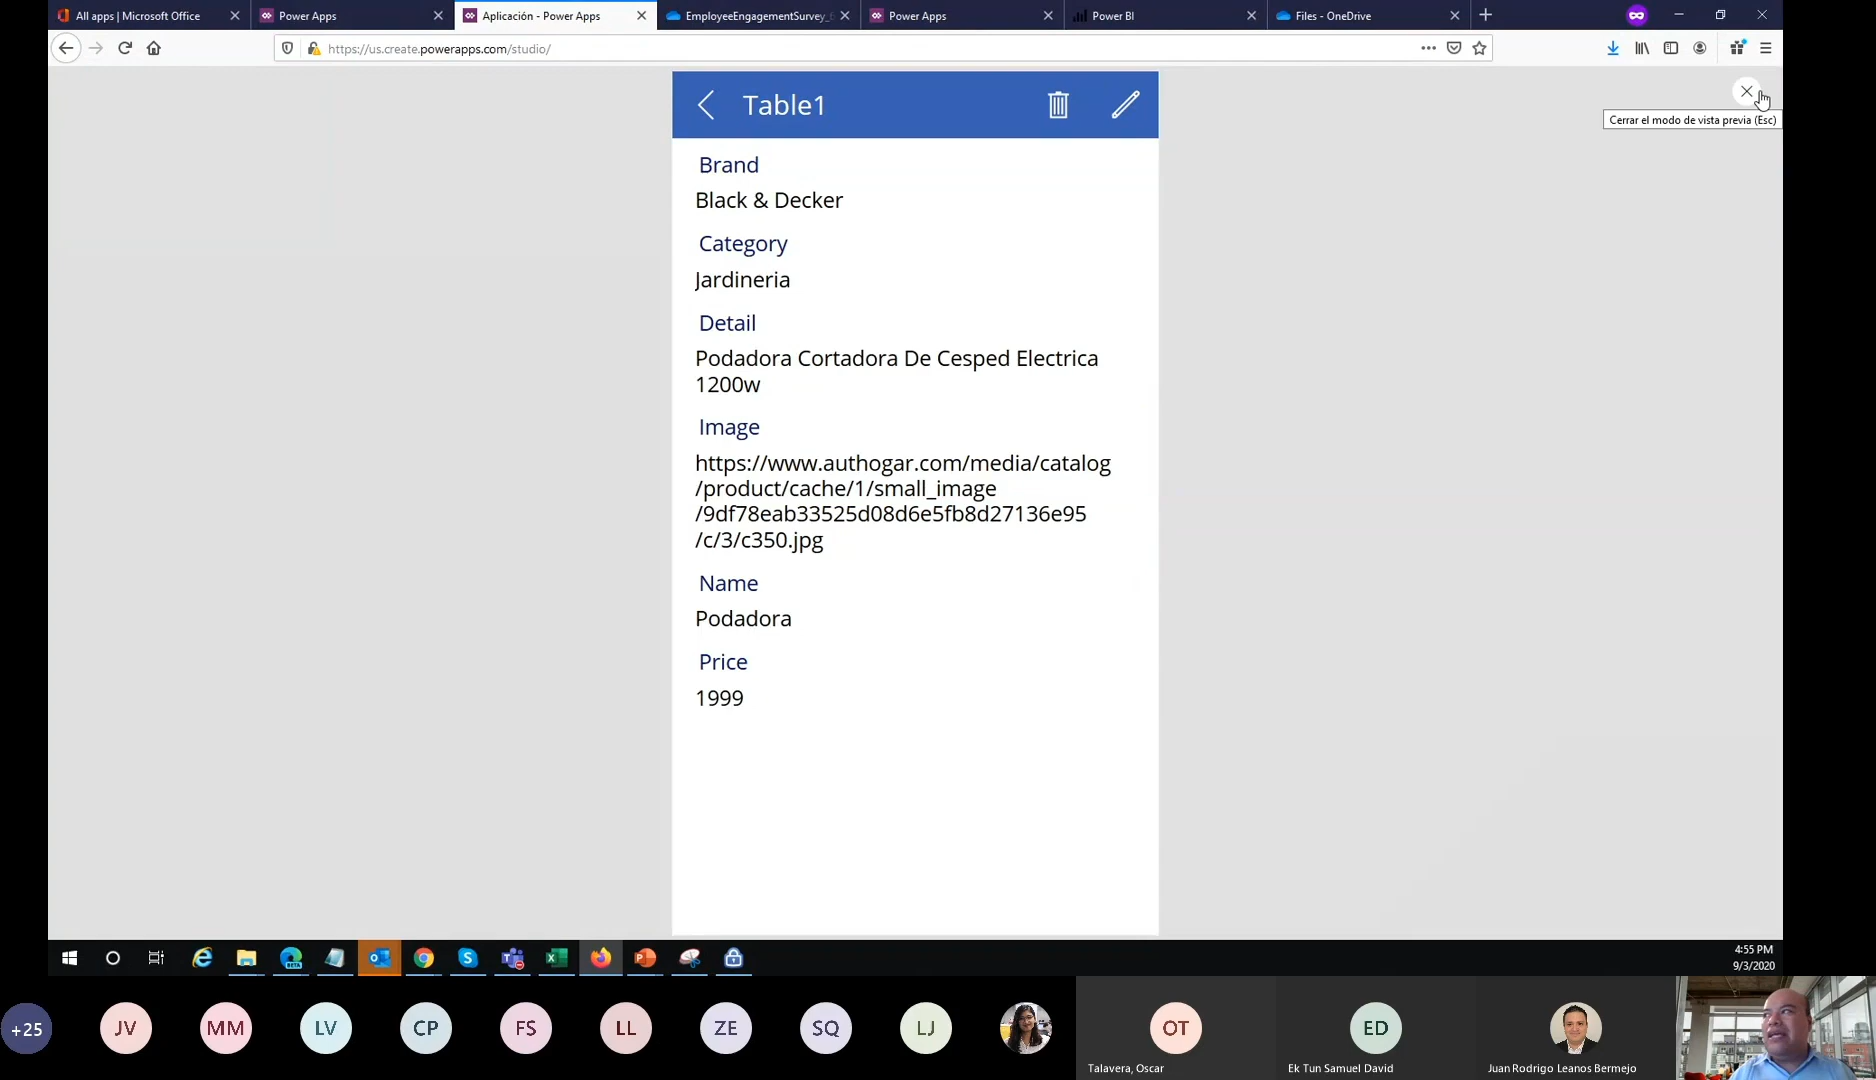 All apps | Microsoft Office
Power Apps
Aplicación - Power Apps
EmployeeEngagementSurvey_
Power Apps
Power BI
Files - OneDrive
https://us.create.powerapps.com/studio/
Table1
Cerrar el modo de vista previa (Esc)
Brand
Black & Decker
Category
Jardineria
Detail
Podadora Cortadora De Cesped Electrica
1200w
Image
https://www.authogar.com/media/catalog
/product/cache/1/small_image
/9df78eab33525d08d6e5fb8d27136e95
/c/3/c350.jpg
Name
Podadora
Price
1999
4:55 PM
9/3/2020
+25
JV
MM
LV
CP
FS
LL
ZE
SQ
LJ
OT
ED
Talavera, Oscar
Ek Tun Samuel David
Juan Rodrigo Leanos Bermejo